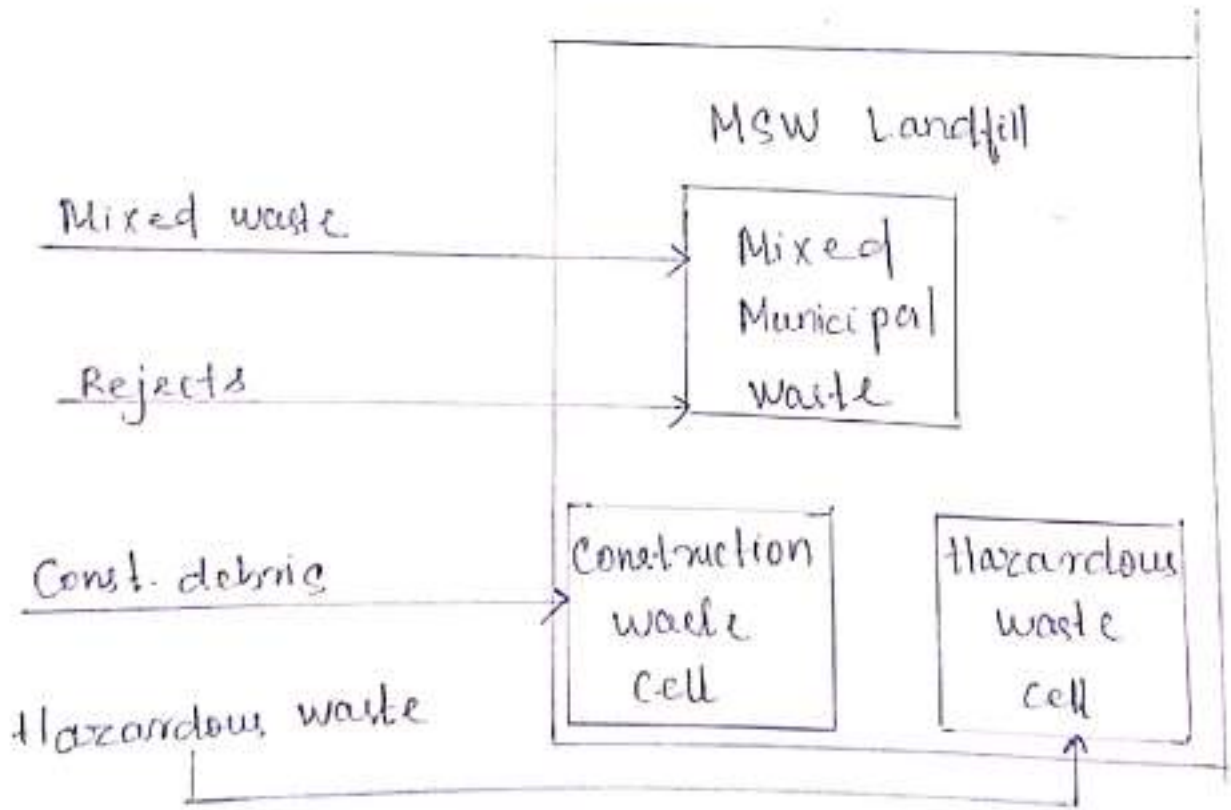 MSW Landfill
Mixed waste
Mixed
Municipal
waste
Rejects
Const. debris
Construction
waste
cell
Hazardous
waste
cell
Hazardous waste